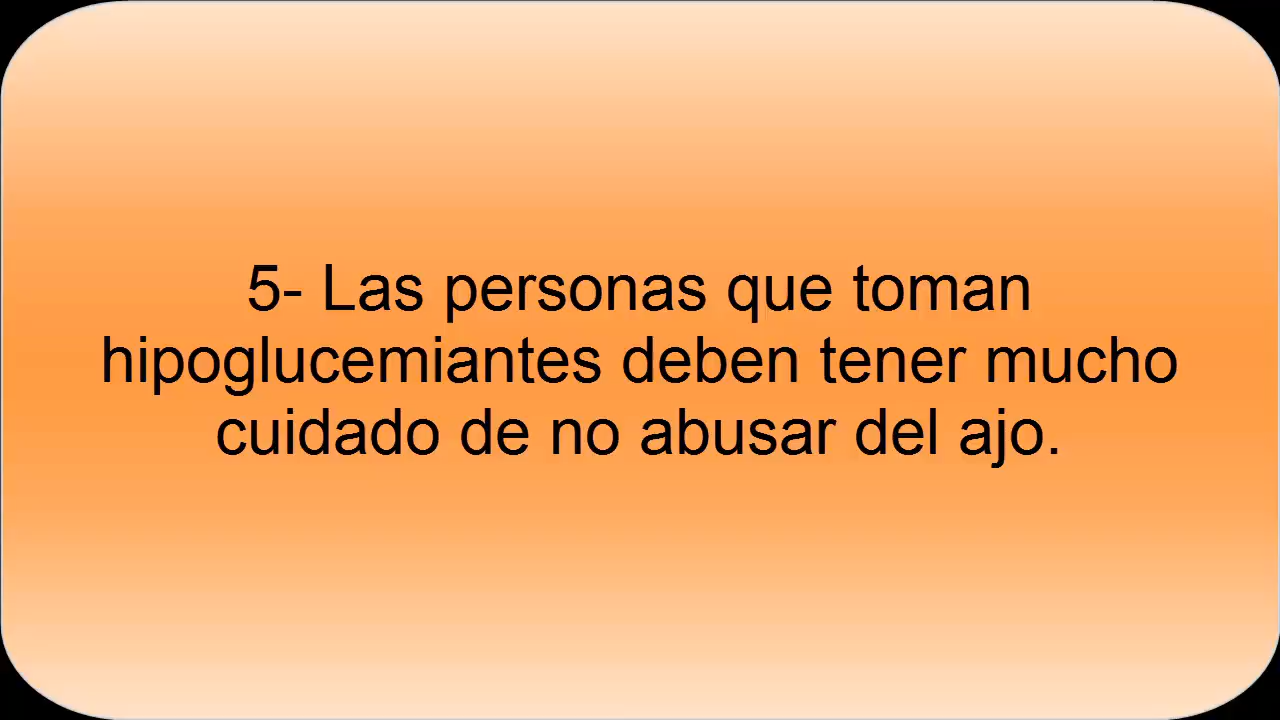 5- Las personas que toman
hipoglucemiantes deben tener mucho
cuidado de no abusar del ajo.